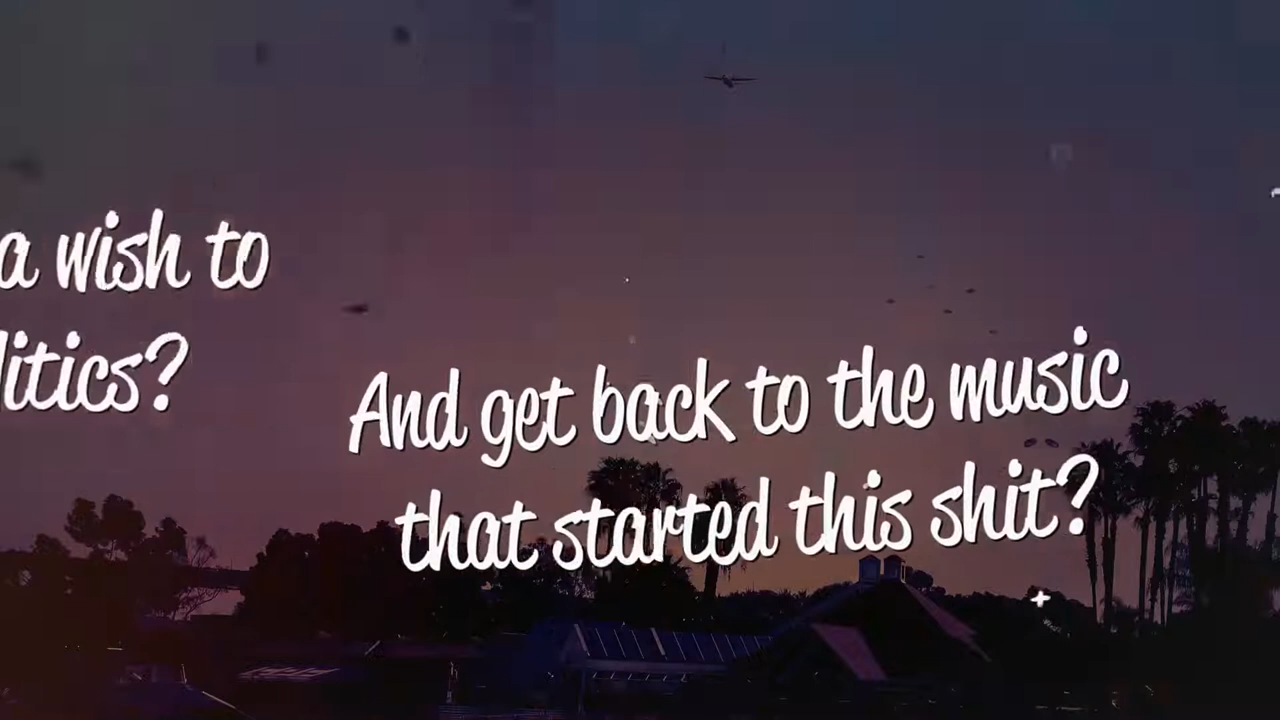 a wish to
litics?
And get back to the music
that started this shit?